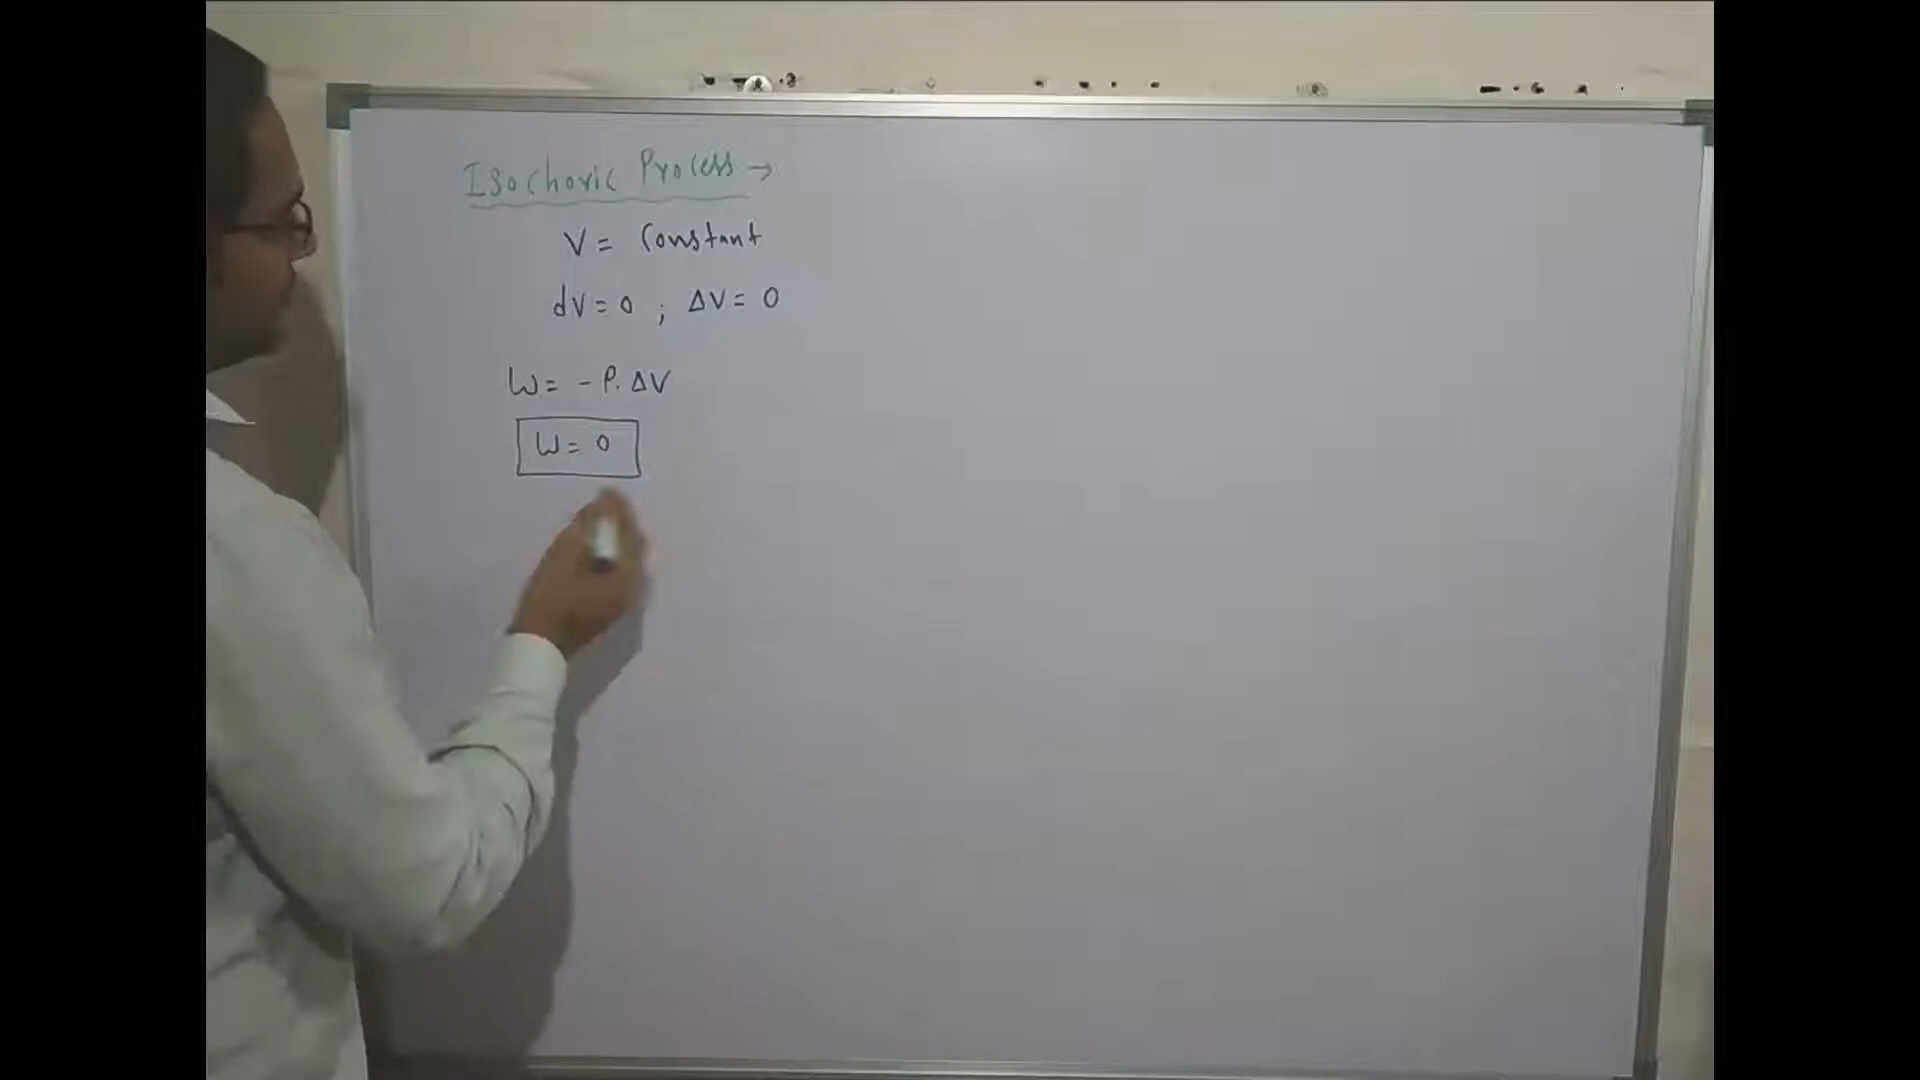 Isochoric Process →
V = Constant
dV = 0 ; ΔV = 0
W = - P. ΔV
W = 0